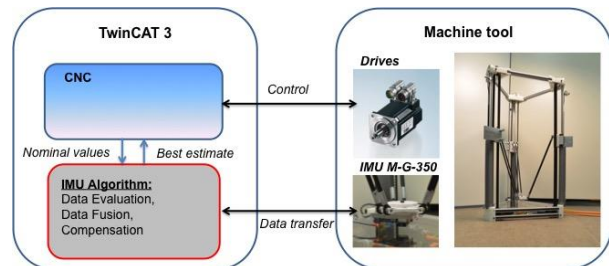 TwinCAT 3
Machine tool
CNC
Drives
Control
Nominal values
Best estimate
IMU M-G-350
IMU Algorithm:
Data Evaluation,
Data Fusion,
Compensation
Data transfer